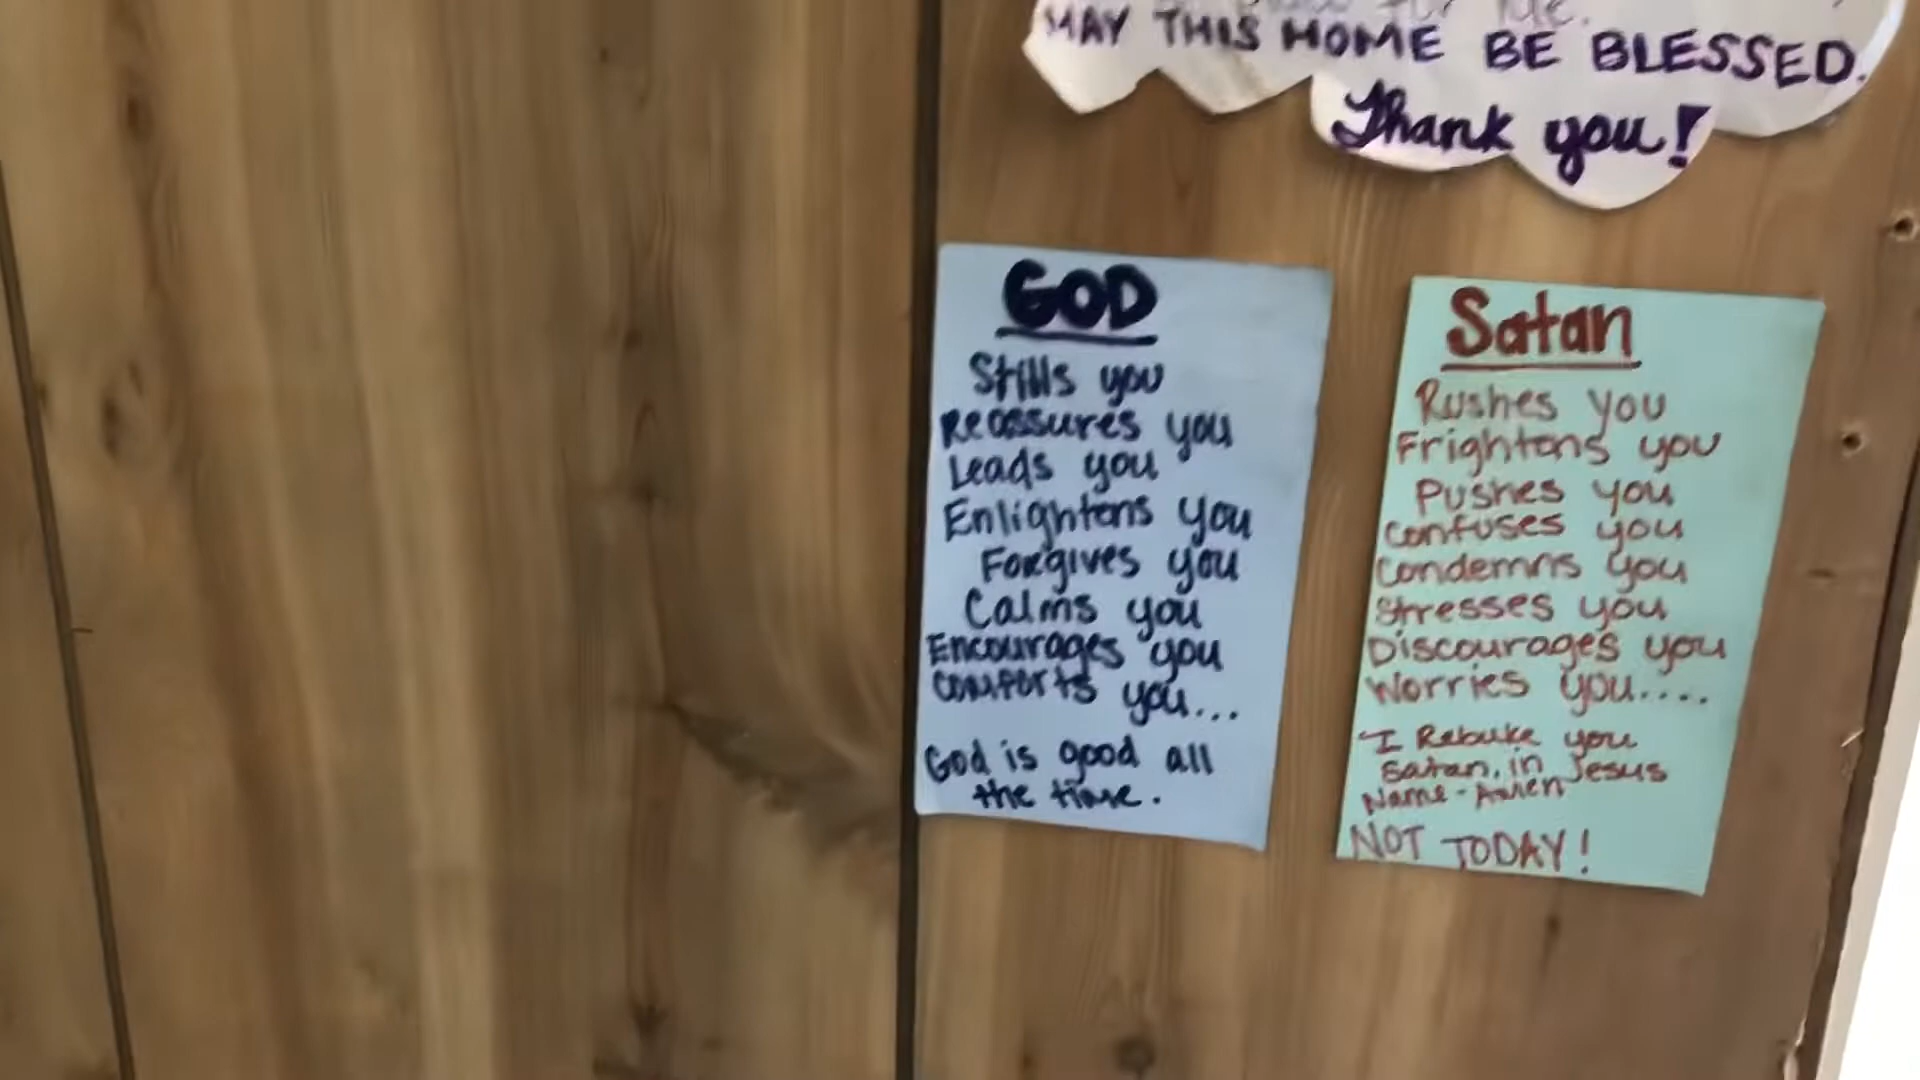 MAY THIS HOME BE BLESSED.
Thank you!
GOD
Stills you
Reassures you
Leads you
Enlightens you
Forgives you
Calms you
Encourages you
comforts you...
God is good all
the time.
Satan
Rushes you
Frightens you
Pushes you
Confuses you
Condemns you
Stresses you
Discourages you
Worries you....
I Rebuke you
Satan, in Jesus
Name - Amen
NOT TODAY!